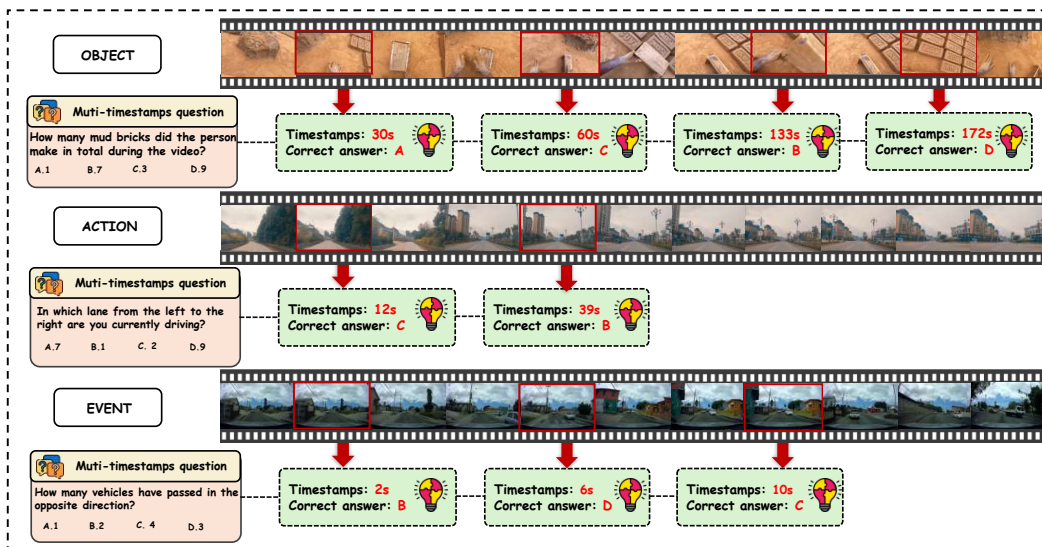 OBJECT
Muti-timestamps question
How many mud bricks did the person
make in total during the video?
A.1 B.7 C.3 D.9
Timestamps: 30s
Correct answer: A
Timestamps: 60s
Correct answer: C
Timestamps: 133s
Correct answer: B
Timestamps: 172s
Correct answer: D
ACTION
Muti-timestamps question
In which lane from the left to the
right are you currently driving?
A.7 B.1 C. 2 D.9
Timestamps: 12s
Correct answer: C
Timestamps: 39s
Correct answer: B
EVENT
Muti-timestamps question
How many vehicles have passed in the
opposite direction?
A.1 B.2 C. 4 D.3
Timestamps: 2s
Correct answer: B
Timestamps: 6s
Correct answer: D
Timestamps: 10s
Correct answer: C